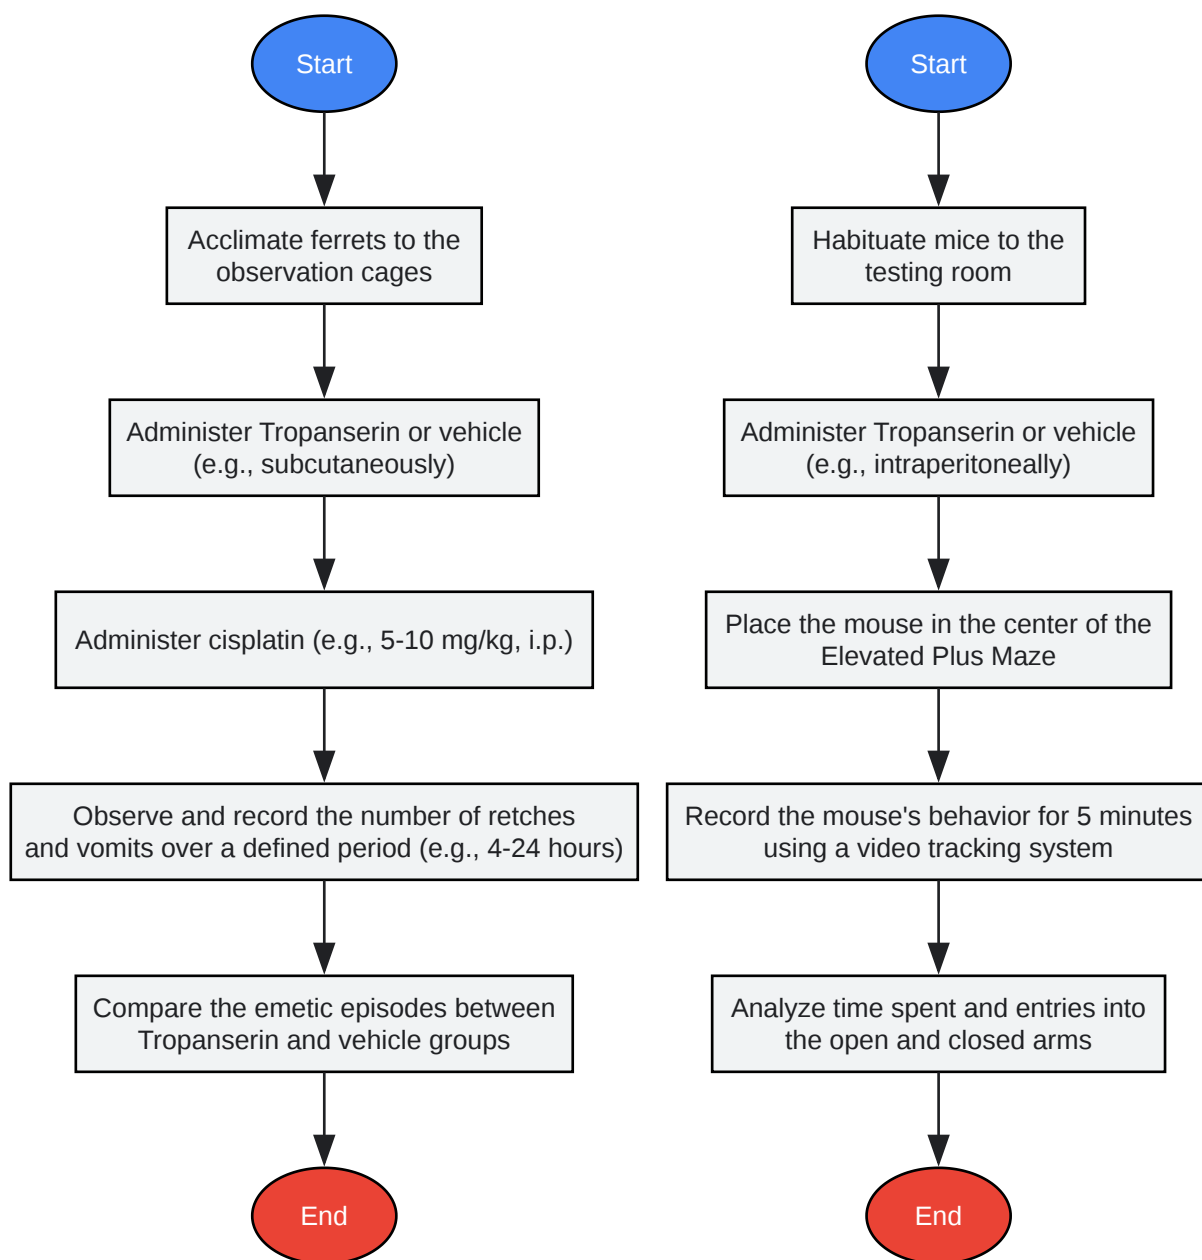 Start
Acclimate ferrets to the
observation cages
Administer Tropanserin or vehicle
(e.g., subcutaneously)
Administer cisplatin (e.g., 5-10 mg/kg, i.p.)
Observe and record the number of retches
and vomits over a defined period (e.g., 4-24 hours)
Compare the emetic episodes between
Tropanserin and vehicle groups
End
Start
Habituate mice to the
testing room
Administer Tropanserin or vehicle
(e.g., intraperitoneally)
Place the mouse in the center of the
Elevated Plus Maze
Record the mouse's behavior for 5 minutes
using a video tracking system
Analyze time spent and entries into
the open and closed arms
End